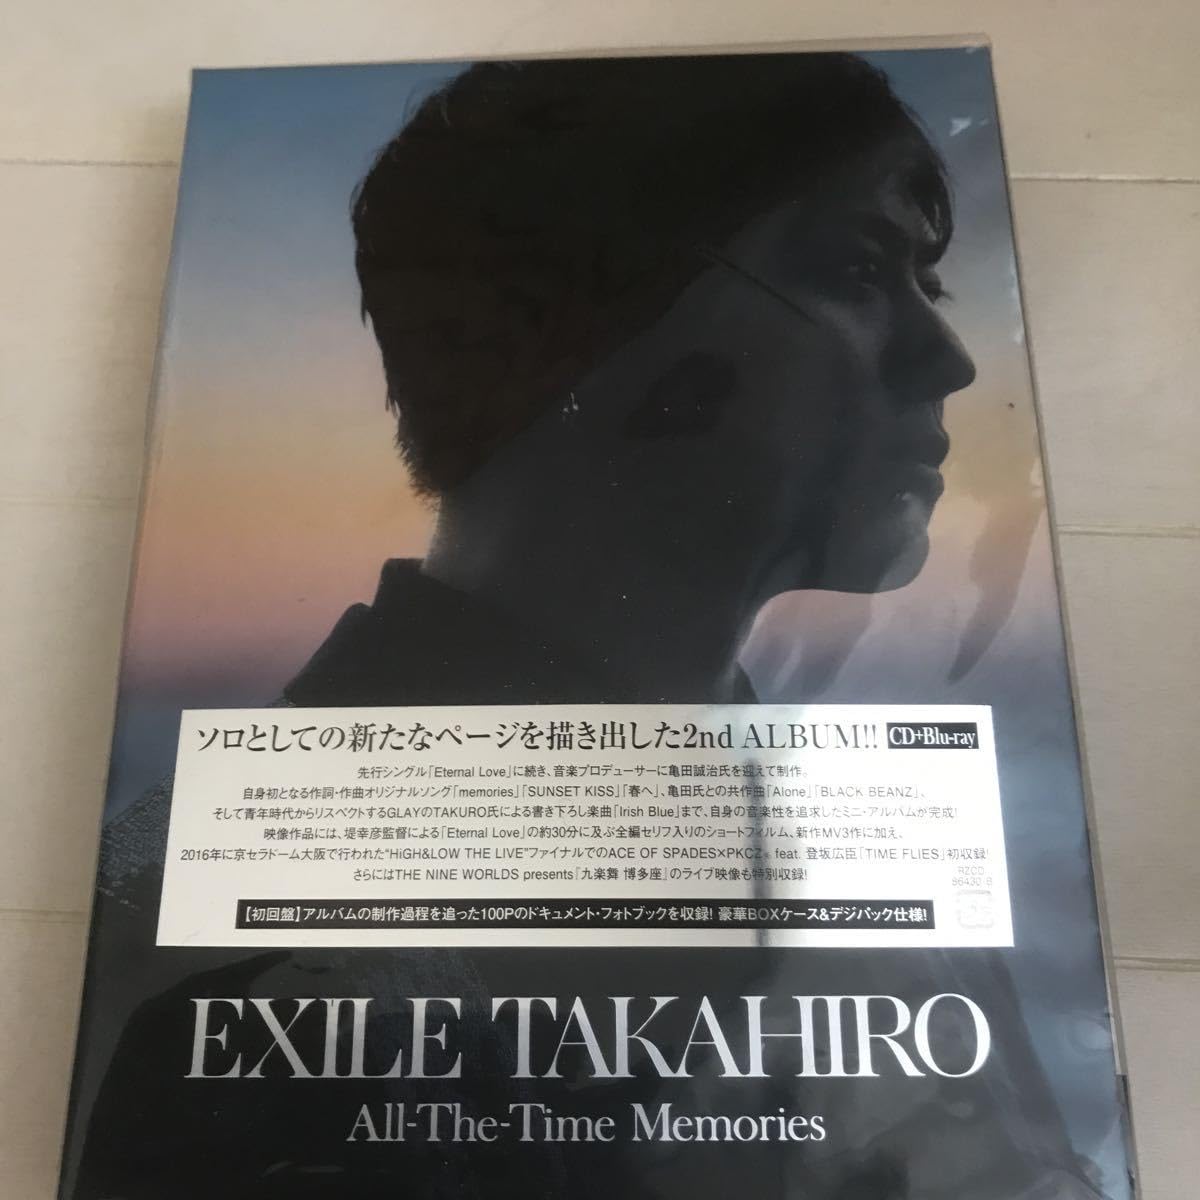 ソロとしての新たなページを描き出した2nd ALBUM!! CD+Blu-ray
先行シングル「Eternal Love」に続き、音楽プロデューサーに亀田誠治氏を迎えて制作。
自身初となる作詞・作曲オリジナルソング「memories」「SUNSET KISS」「春へ」、亀田氏との共作曲「Alone」「BLACK BEANZ」、
そして青年時代からリスペクトするGLAYのTAKURO氏による書き下ろし楽曲「Irish Blue」まで、自身の音楽性を追求したミニ・アルバムが完成!
映像作品には、堤幸彦監督による「Eternal Love」の約30分に及ぶ全編セリフ入りのショートフィルム、新作MV3作に加え、
2016年に京セラドーム大阪で行われた“HiGH&LOW THE LIVE”ファイナルでのACE OF SPADES×PKCZ® feat. 登坂広臣「TIME FLIES」初収録!
さらにはTHE NINE WORLDS presents『九楽舞 博多座』のライブ映像も特別収録!
RZCD
86430/B
【初回盤】アルバムの制作過程を追った100Pのドキュメント・フォトブックを収録! 豪華BOXケース&デジパック仕様!
EXILE TAKAHIRO
All-The-Time Memories